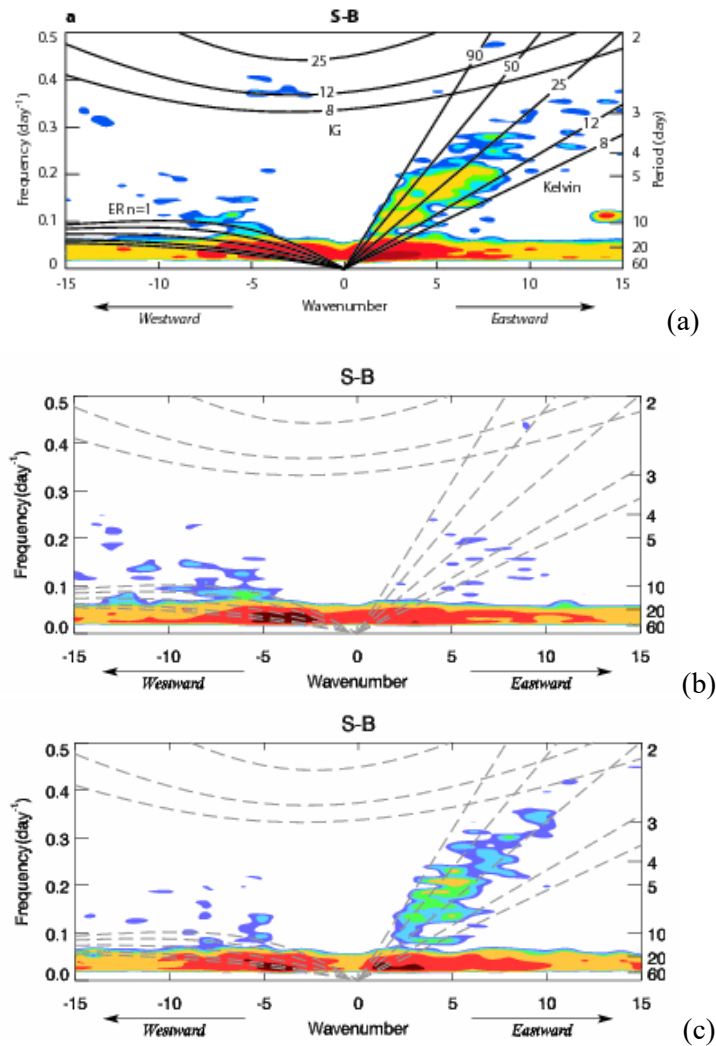 a
S-B
0.5
0.4
0.3
0.2
0.1
0
Frequency (day⁻¹)
25
12
8
IG
90
50
25
12
8
Kelvin
ER n=1
2
3
4
5
10
20
60
Period (day)
-15 -10 -5 0 5 10 15
Westward Wavenumber Eastward
(a)
S-B
0.5
0.4
0.3
0.2
0.1
0.0
Frequency(day⁻¹)
2
3
4
5
10
20
60
-15 -10 -5 0 5 10 15
Westward Wavenumber Eastward
(b)
S-B
0.5
0.4
0.3
0.2
0.1
0.0
Frequency(day⁻¹)
2
3
4
5
10
20
60
-15 -10 -5 0 5 10 15
Westward Wavenumber Eastward
(c)